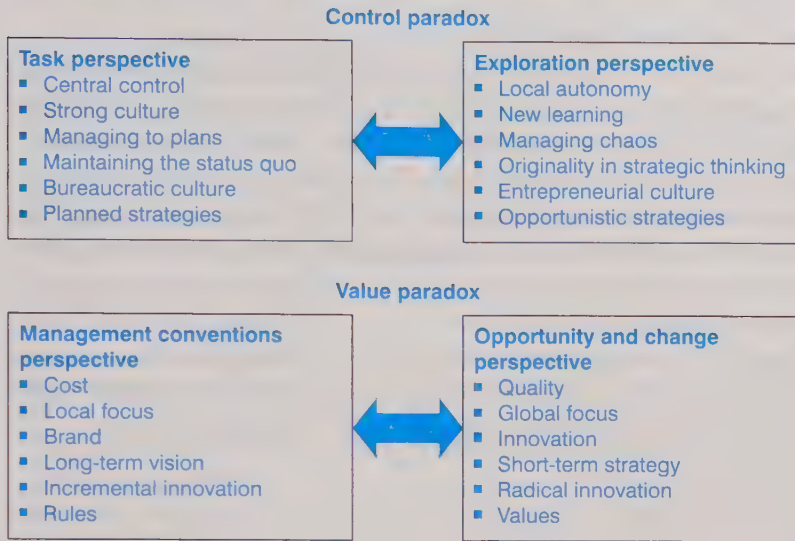 Control paradox
Task perspective
▪ Central control
▪ Strong culture
▪ Managing to plans
▪ Maintaining the status quo
▪ Bureaucratic culture
▪ Planned strategies
Exploration perspective
▪ Local autonomy
▪ New learning
▪ Managing chaos
▪ Originality in strategic thinking
▪ Entrepreneurial culture
▪ Opportunistic strategies
Value paradox
Management conventions
perspective
▪ Cost
▪ Local focus
▪ Brand
▪ Long-term vision
▪ Incremental innovation
▪ Rules
Opportunity and change
perspective
▪ Quality
▪ Global focus
▪ Innovation
▪ Short-term strategy
▪ Radical innovation
▪ Values